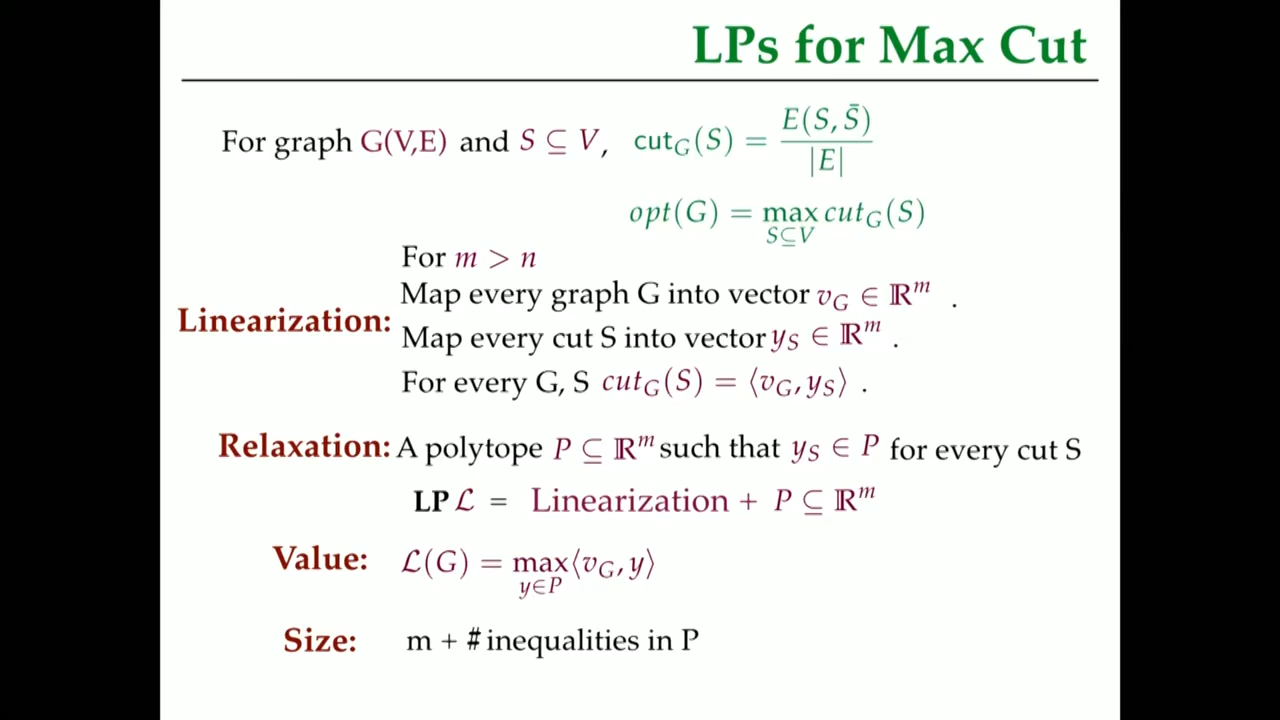 LPs for Max Cut
For graph G(V,E) and S ⊆ V, cut_G(S) = E(S, S̄) / |E|
opt(G) = max_{S⊆V} cut_G(S)
For m > n
Map every graph G into vector v_G ∈ ℝ^m .
Linearization:
Map every cut S into vector y_S ∈ ℝ^m .
For every G, S cut_G(S) = ⟨v_G, y_S⟩ .
Relaxation: A polytope P ⊆ ℝ^m such that y_S ∈ P for every cut S
LP ℒ = Linearization + P ⊆ ℝ^m
Value: ℒ(G) = max_{y∈P} ⟨v_G, y⟩
Size: m + # inequalities in P